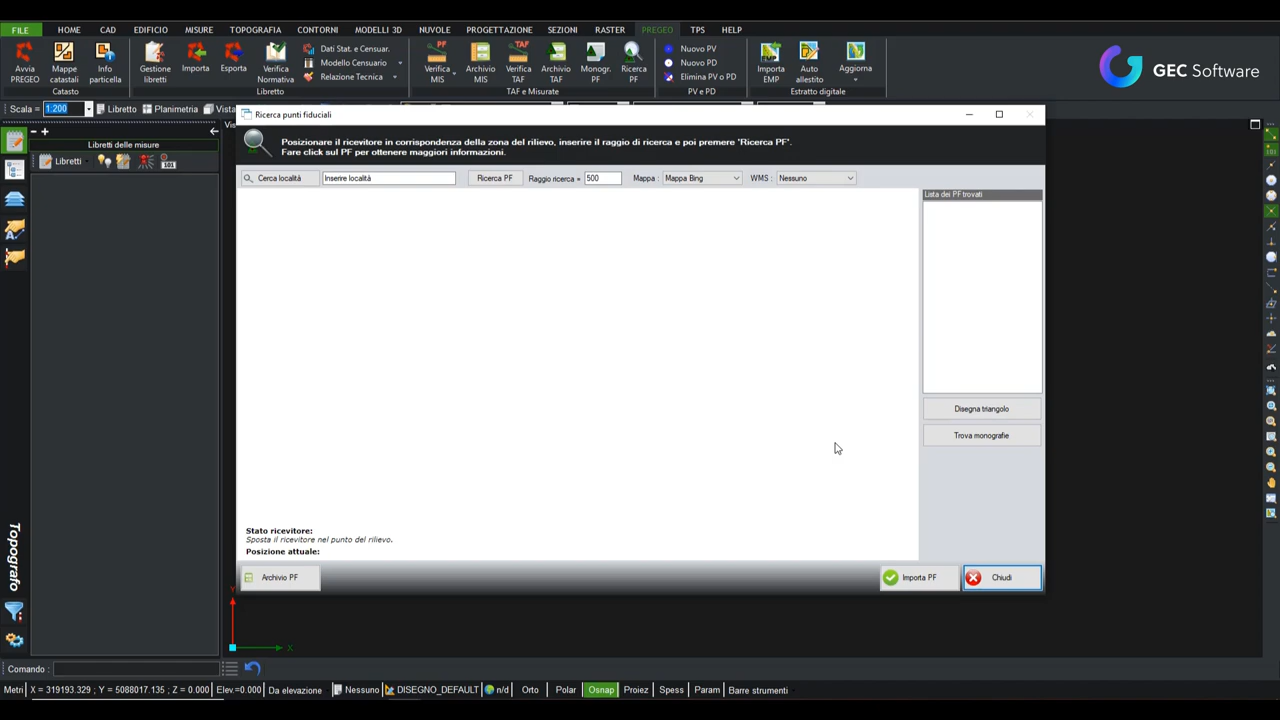 FILE HOME CAD EDIFICIO MISURE TOPOGRAFIA CONTORNI MODELLI 3D NUVOLE PROGETTAZIONE SEZIONI RASTER PREGEO TPS HELP
Avvia PREGEO
Mappe catastali
Info particella
Catasto
Gestione libretti
Importa
Esporta
Verifica Normativa
Dati Stat. e Censuar.
Modello Censuario
Relazione Tecnica
Libretto
Verifica MIS
Archivio MIS
Verifica TAF
Archivio TAF
Monogr. PF
Ricerca PF
TAF e Misurate
Nuovo PV
Nuovo PD
Elimina PV o PD
PV e PD
Importa EMP
Auto allestito
Aggiorna
Estratto digitale
GEC Software
Scala = 1:200 Libretto Planimetria Vista
Libretti delle misure
Libretti
Ricerca punti fiduciali
Posizionare il ricevitore in corrispondenza della zona del rilievo, inserire il raggio di ricerca e poi premere 'Ricerca PF'.
Fare click sul PF per ottenere maggiori informazioni.
Cerca località Inserire località Ricerca PF Raggio ricerca = 500 Mappa : Mappa Bing WMS : Nessuno
Lista dei PF trovati
Disegna triangolo
Trova monografie
Stato ricevitore:
Sposta il ricevitore nel punto del rilievo.
Posizione attuale:
Archivio PF Importa PF Chiudi
Topografo
Y
X
Comando :
Metri X = 319193.329 ; Y = 5088017.135 ; Z = 0.000 Elev.=0.000 Da elevazione Nessuno DISEGNO_DEFAULT n/d Orto Polar Osnap Proiez Spess Param Barre strumenti